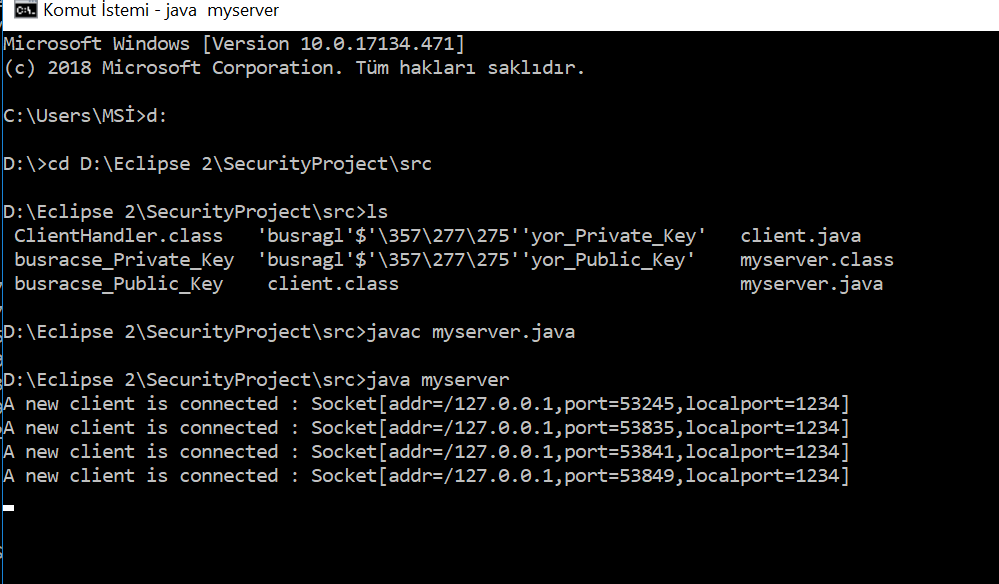 Komut İstemi - java  myserver
Microsoft Windows [Version 10.0.17134.471]
(c) 2018 Microsoft Corporation. Tüm hakları saklıdır.
C:\Users\MSİ>d:
D:\>cd D:\Eclipse 2\SecurityProject\src
D:\Eclipse 2\SecurityProject\src>ls
ClientHandler.class   'busragl'$'\357\277\275''yor_Private_Key'   client.java
busracse_Private_Key  'busragl'$'\357\277\275''yor_Public_Key'    myserver.class
busracse_Public_Key    client.class                               myserver.java
D:\Eclipse 2\SecurityProject\src>javac myserver.java
D:\Eclipse 2\SecurityProject\src>java myserver
A new client is connected : Socket[addr=/127.0.0.1,port=53245,localport=1234]
A new client is connected : Socket[addr=/127.0.0.1,port=53835,localport=1234]
A new client is connected : Socket[addr=/127.0.0.1,port=53841,localport=1234]
A new client is connected : Socket[addr=/127.0.0.1,port=53849,localport=1234]